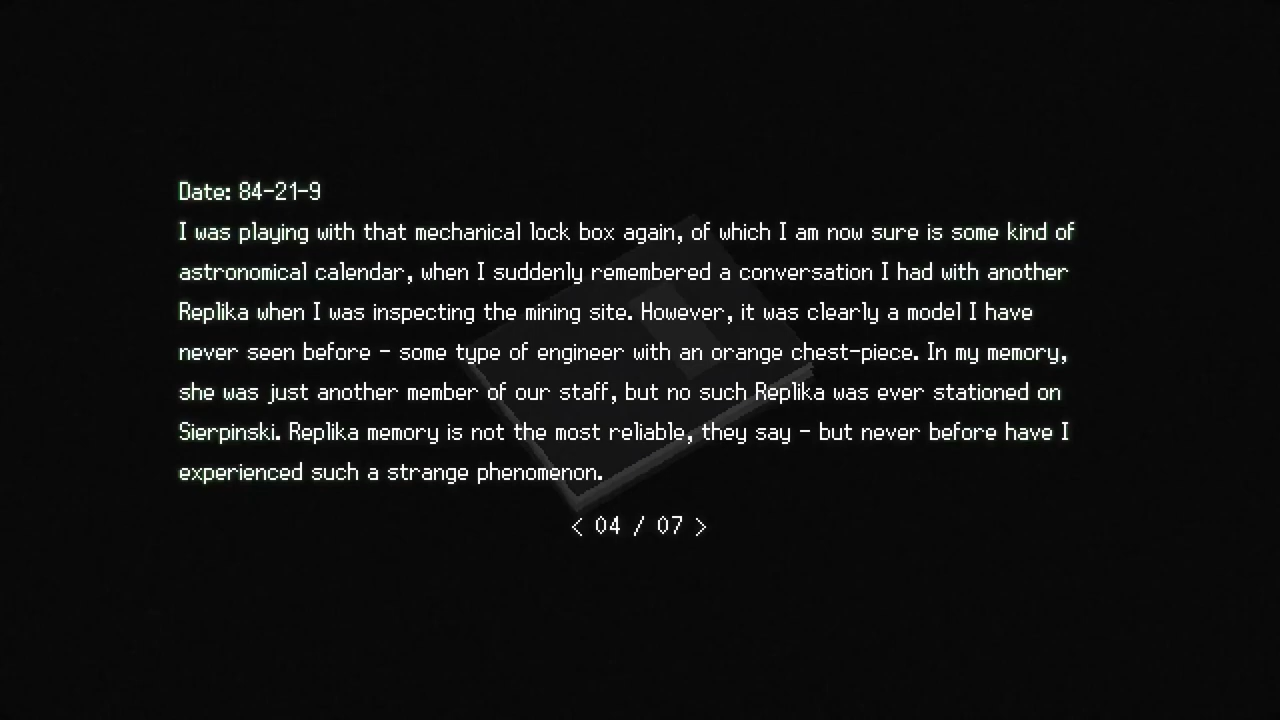 Date: 84-21-9
I was playing with that mechanical lock box again, of which I am now sure is some kind of
astronomical calendar, when I suddenly remembered a conversation I had with another
Replika when I was inspecting the mining site. However, it was clearly a model I have
never seen before - some type of engineer with an orange chest-piece. In my memory,
she was just another member of our staff, but no such Replika was ever stationed on
Sierpinski. Replika memory is not the most reliable, they say - but never before have I
experienced such a strange phenomenon.
< 04 / 07 >